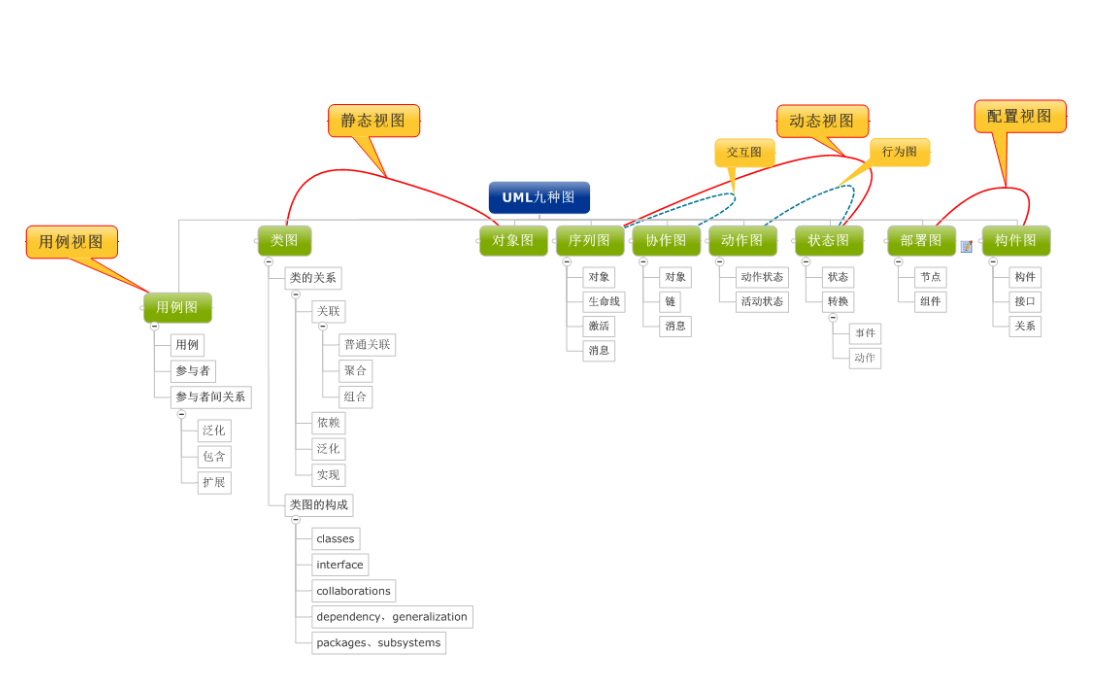 静态视图
动态视图
配置视图
交互图
行为图
UML九种图
用例视图
类图
对象图
序列图
协作图
动作图
状态图
部署图
构件图
用例图
用例
参与者
参与者间关系
泛化
包含
扩展
类的关系
关联
普通关联
聚合
组合
依赖
泛化
实现
类图的构成
classes
interface
collaborations
dependency，generalization
packages、subsystems
对象
生命线
激活
消息
对象
链
消息
动作状态
活动状态
状态
转换
事件
动作
节点
组件
构件
接口
关系